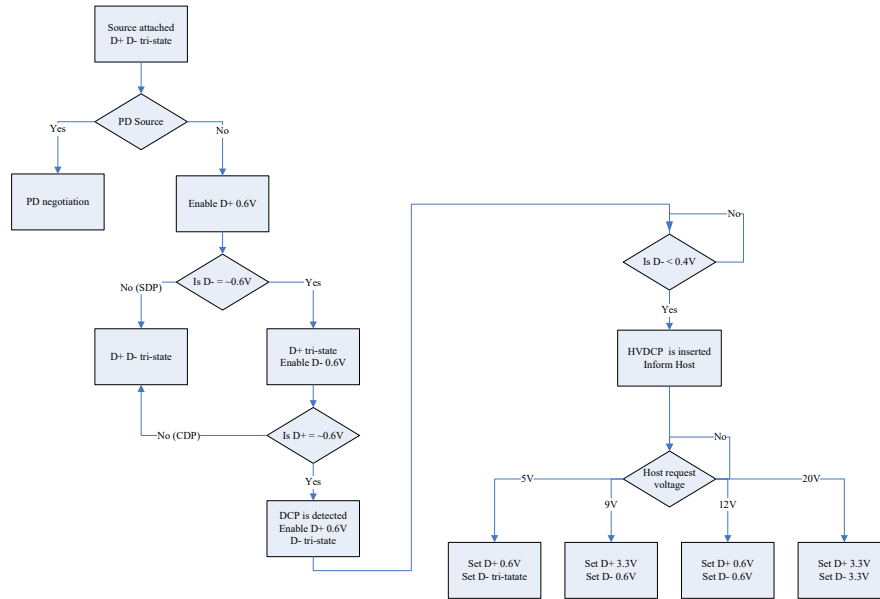 Source attached
D+ D- tri-state
PD Source
Yes
No
PD negotiation
Enable D+ 0.6V
Is D- = ~0.6V
No (SDP)
Yes
D+ D- tri-state
D+ tri-state
Enable D- 0.6V
Is D+ = ~0.6V
No (CDP)
Yes
DCP is detected
Enable D+ 0.6V
D- tri-state
No
Is D- < 0.4V
Yes
HVDCP is inserted
Inform Host
No
Host request
voltage
5V
9V
12V
20V
Set D+ 0.6V
Set D- tri-tatate
Set D+ 3.3V
Set D- 0.6V
Set D+ 0.6V
Set D- 0.6V
Set D+ 3.3V
Set D- 3.3V